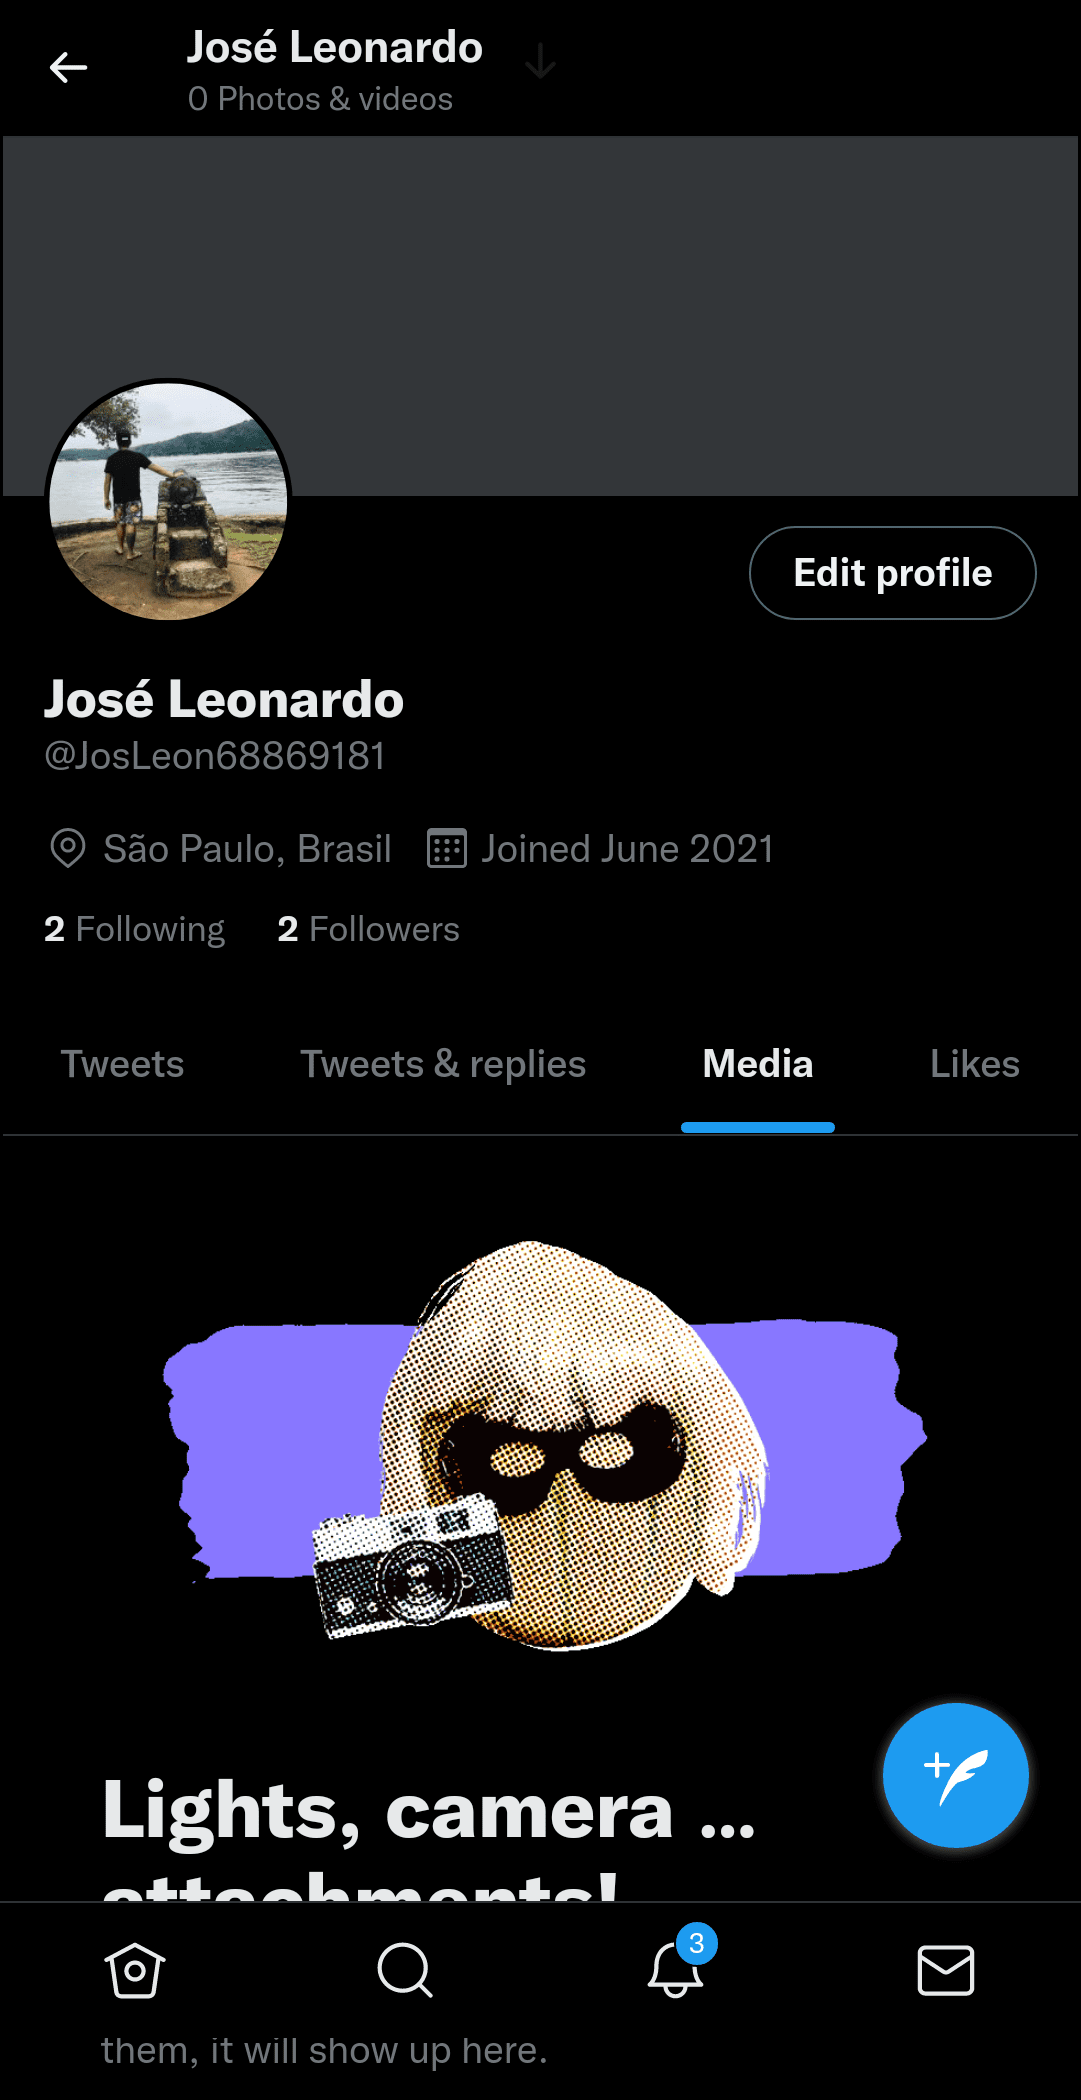 José Leonardo
0 Photos & videos
Edit profile
José Leonardo
@JosLeon68869181
São Paulo, Brasil Joined June 2021
2 Following 2 Followers
Tweets Tweets & replies Media Likes
Lights, camera ...
attachments!
3
them, it will show up here.